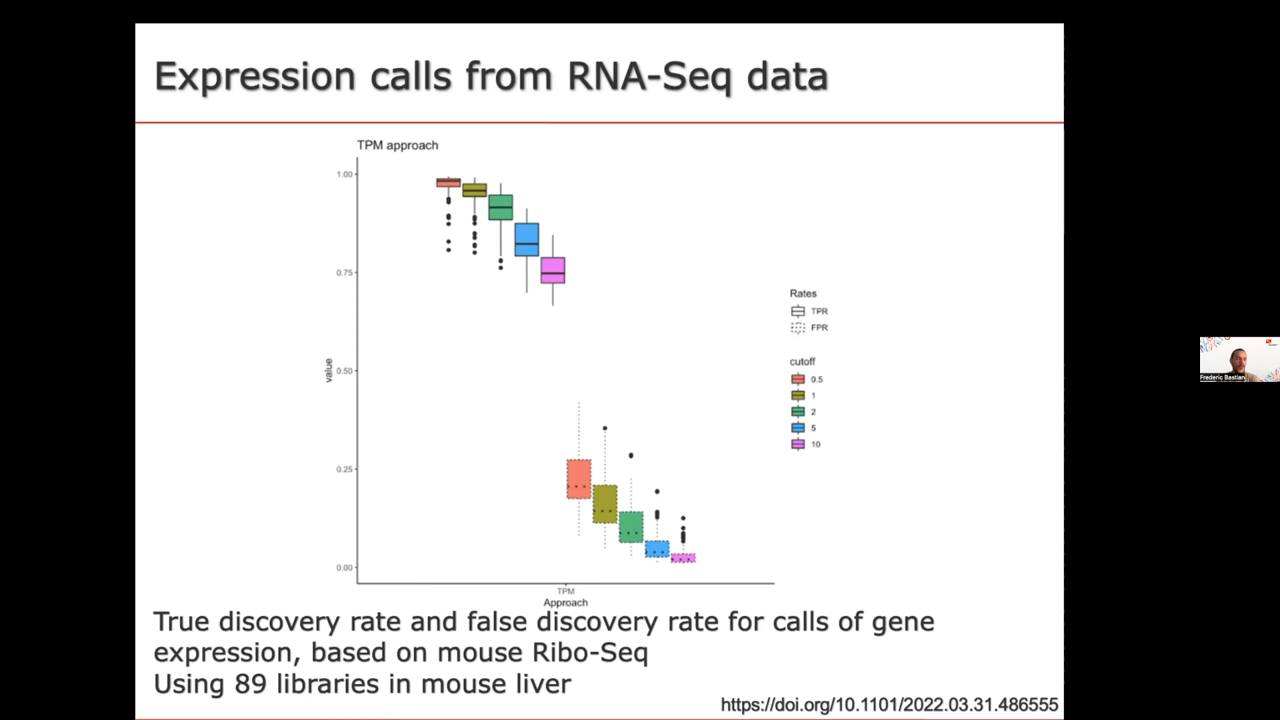 Expression calls from RNA-Seq data
TPM approach
1.00
0.75
0.50
0.25
0.00
value
TPM
Approach
Rates
TPR
FPR
cutoff
0.5
1
2
5
10
Frederic Bastian
True discovery rate and false discovery rate for calls of gene
expression, based on mouse Ribo-Seq
Using 89 libraries in mouse liver
https://doi.org/10.1101/2022.03.31.486555